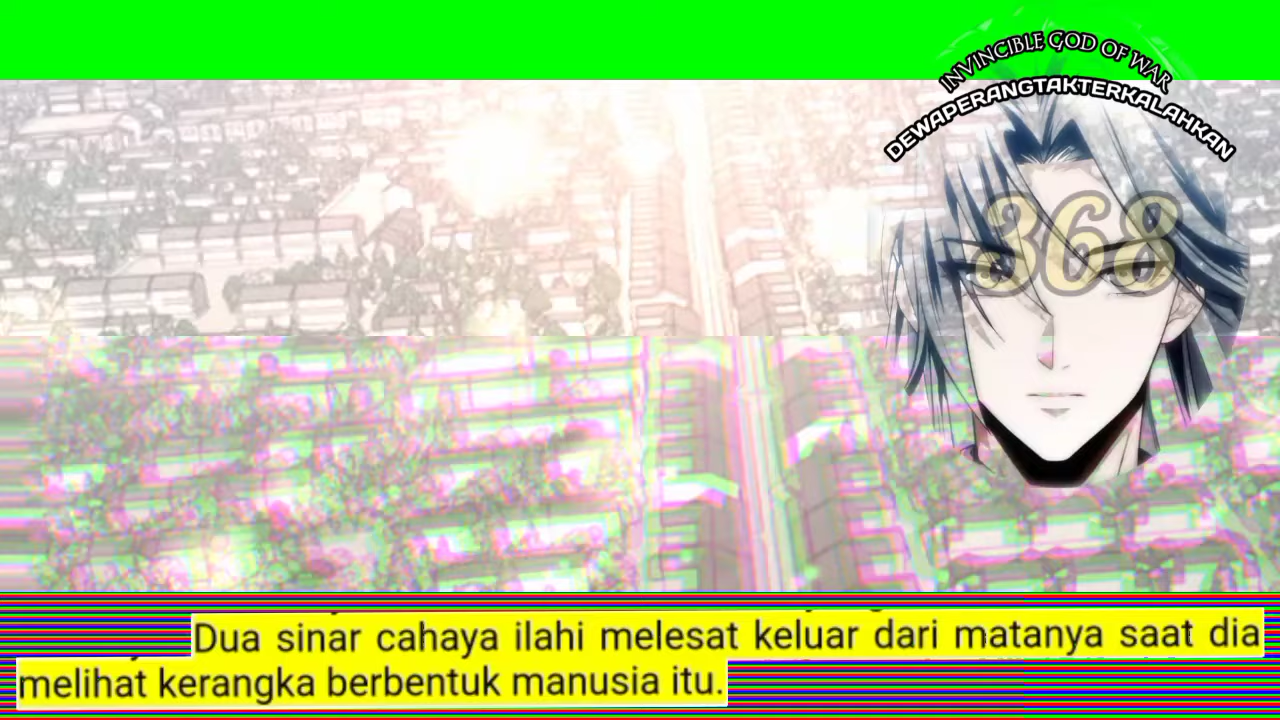 INVINCIBLE GOD OF WAR
DEWAPERANGTAKTERKALAHKAN
368
Dua sinar cahaya ilahi melesat keluar dari matanya saat dia
melihat kerangka berbentuk manusia itu.